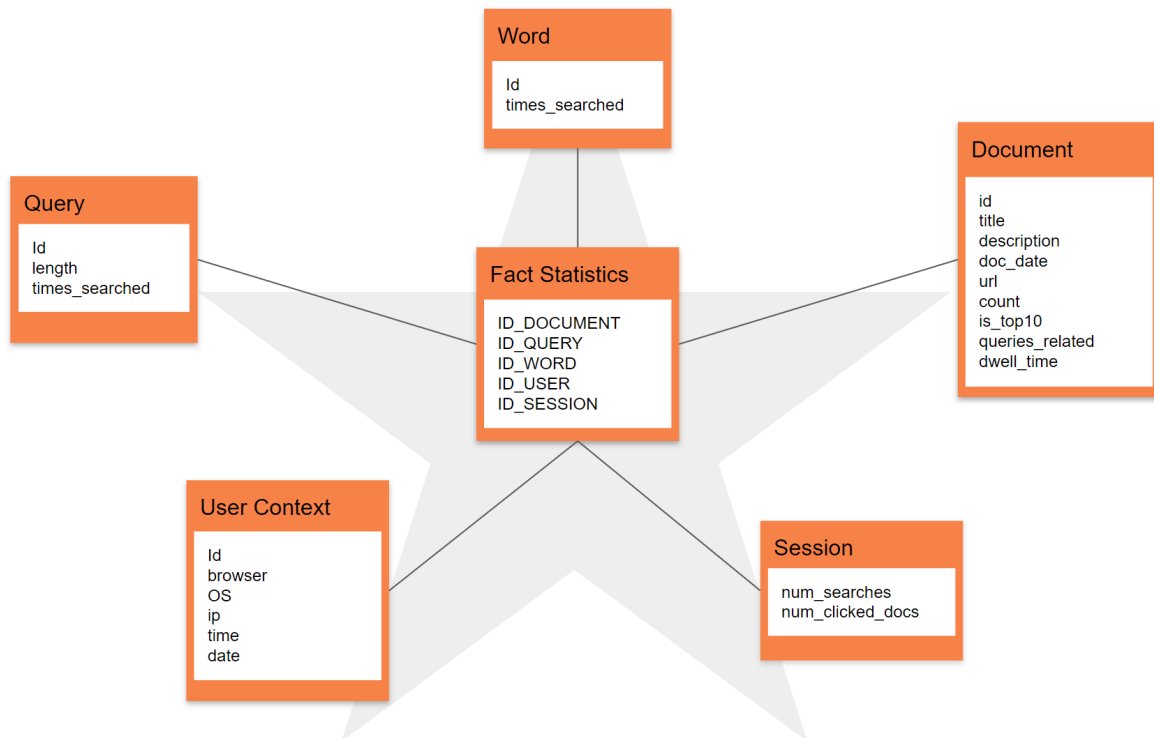 Word
Id
times_searched
Document
id
title
description
doc_date
url
count
is_top10
queries_related
dwell_time
Query
Id
length
times_searched
Fact Statistics
ID_DOCUMENT
ID_QUERY
ID_WORD
ID_USER
ID_SESSION
User Context
Id
browser
OS
ip
time
date
Session
num_searches
num_clicked_docs